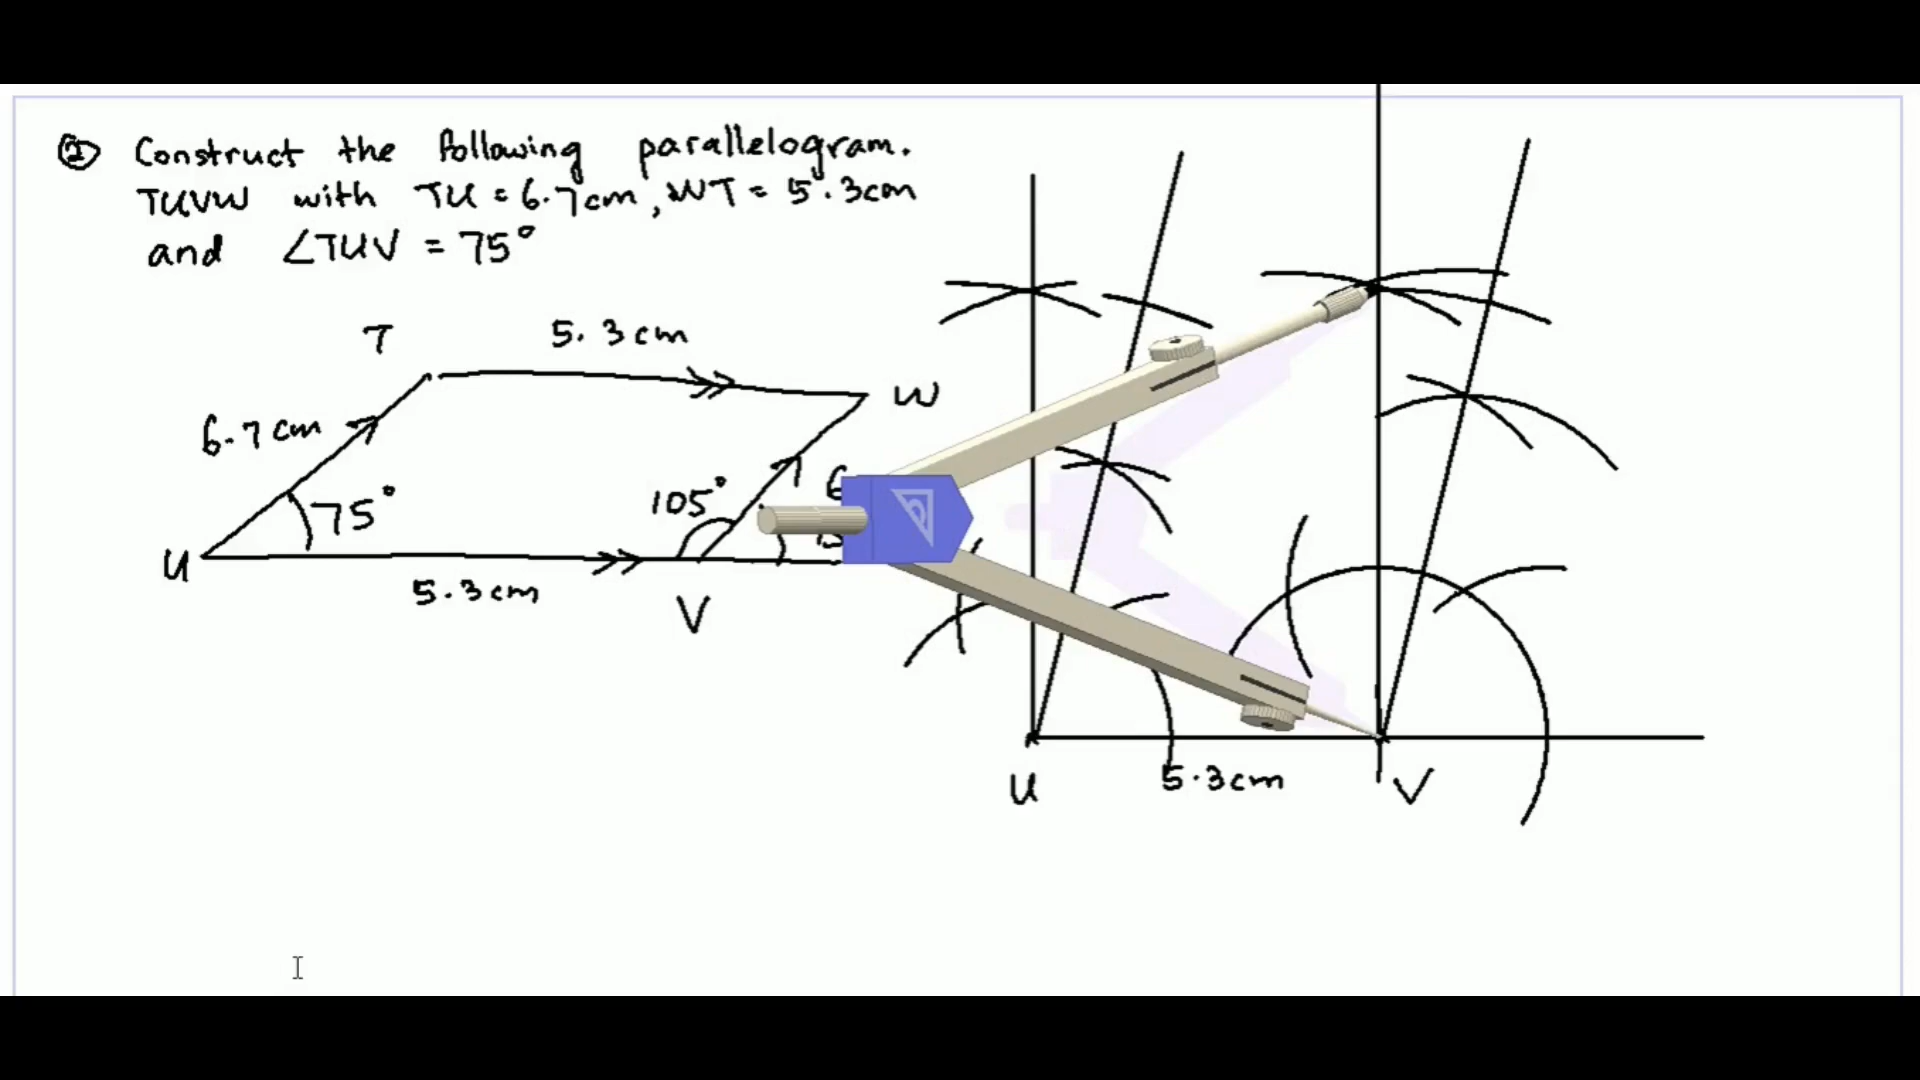 ② Construct the following parallelogram.
TUVW with TU = 6.7cm, WT = 5.3cm
and ∠TUV = 75°
T
5.3cm
W
6.7cm
75°
105°
U
5.3cm
V
U
5.3cm
V